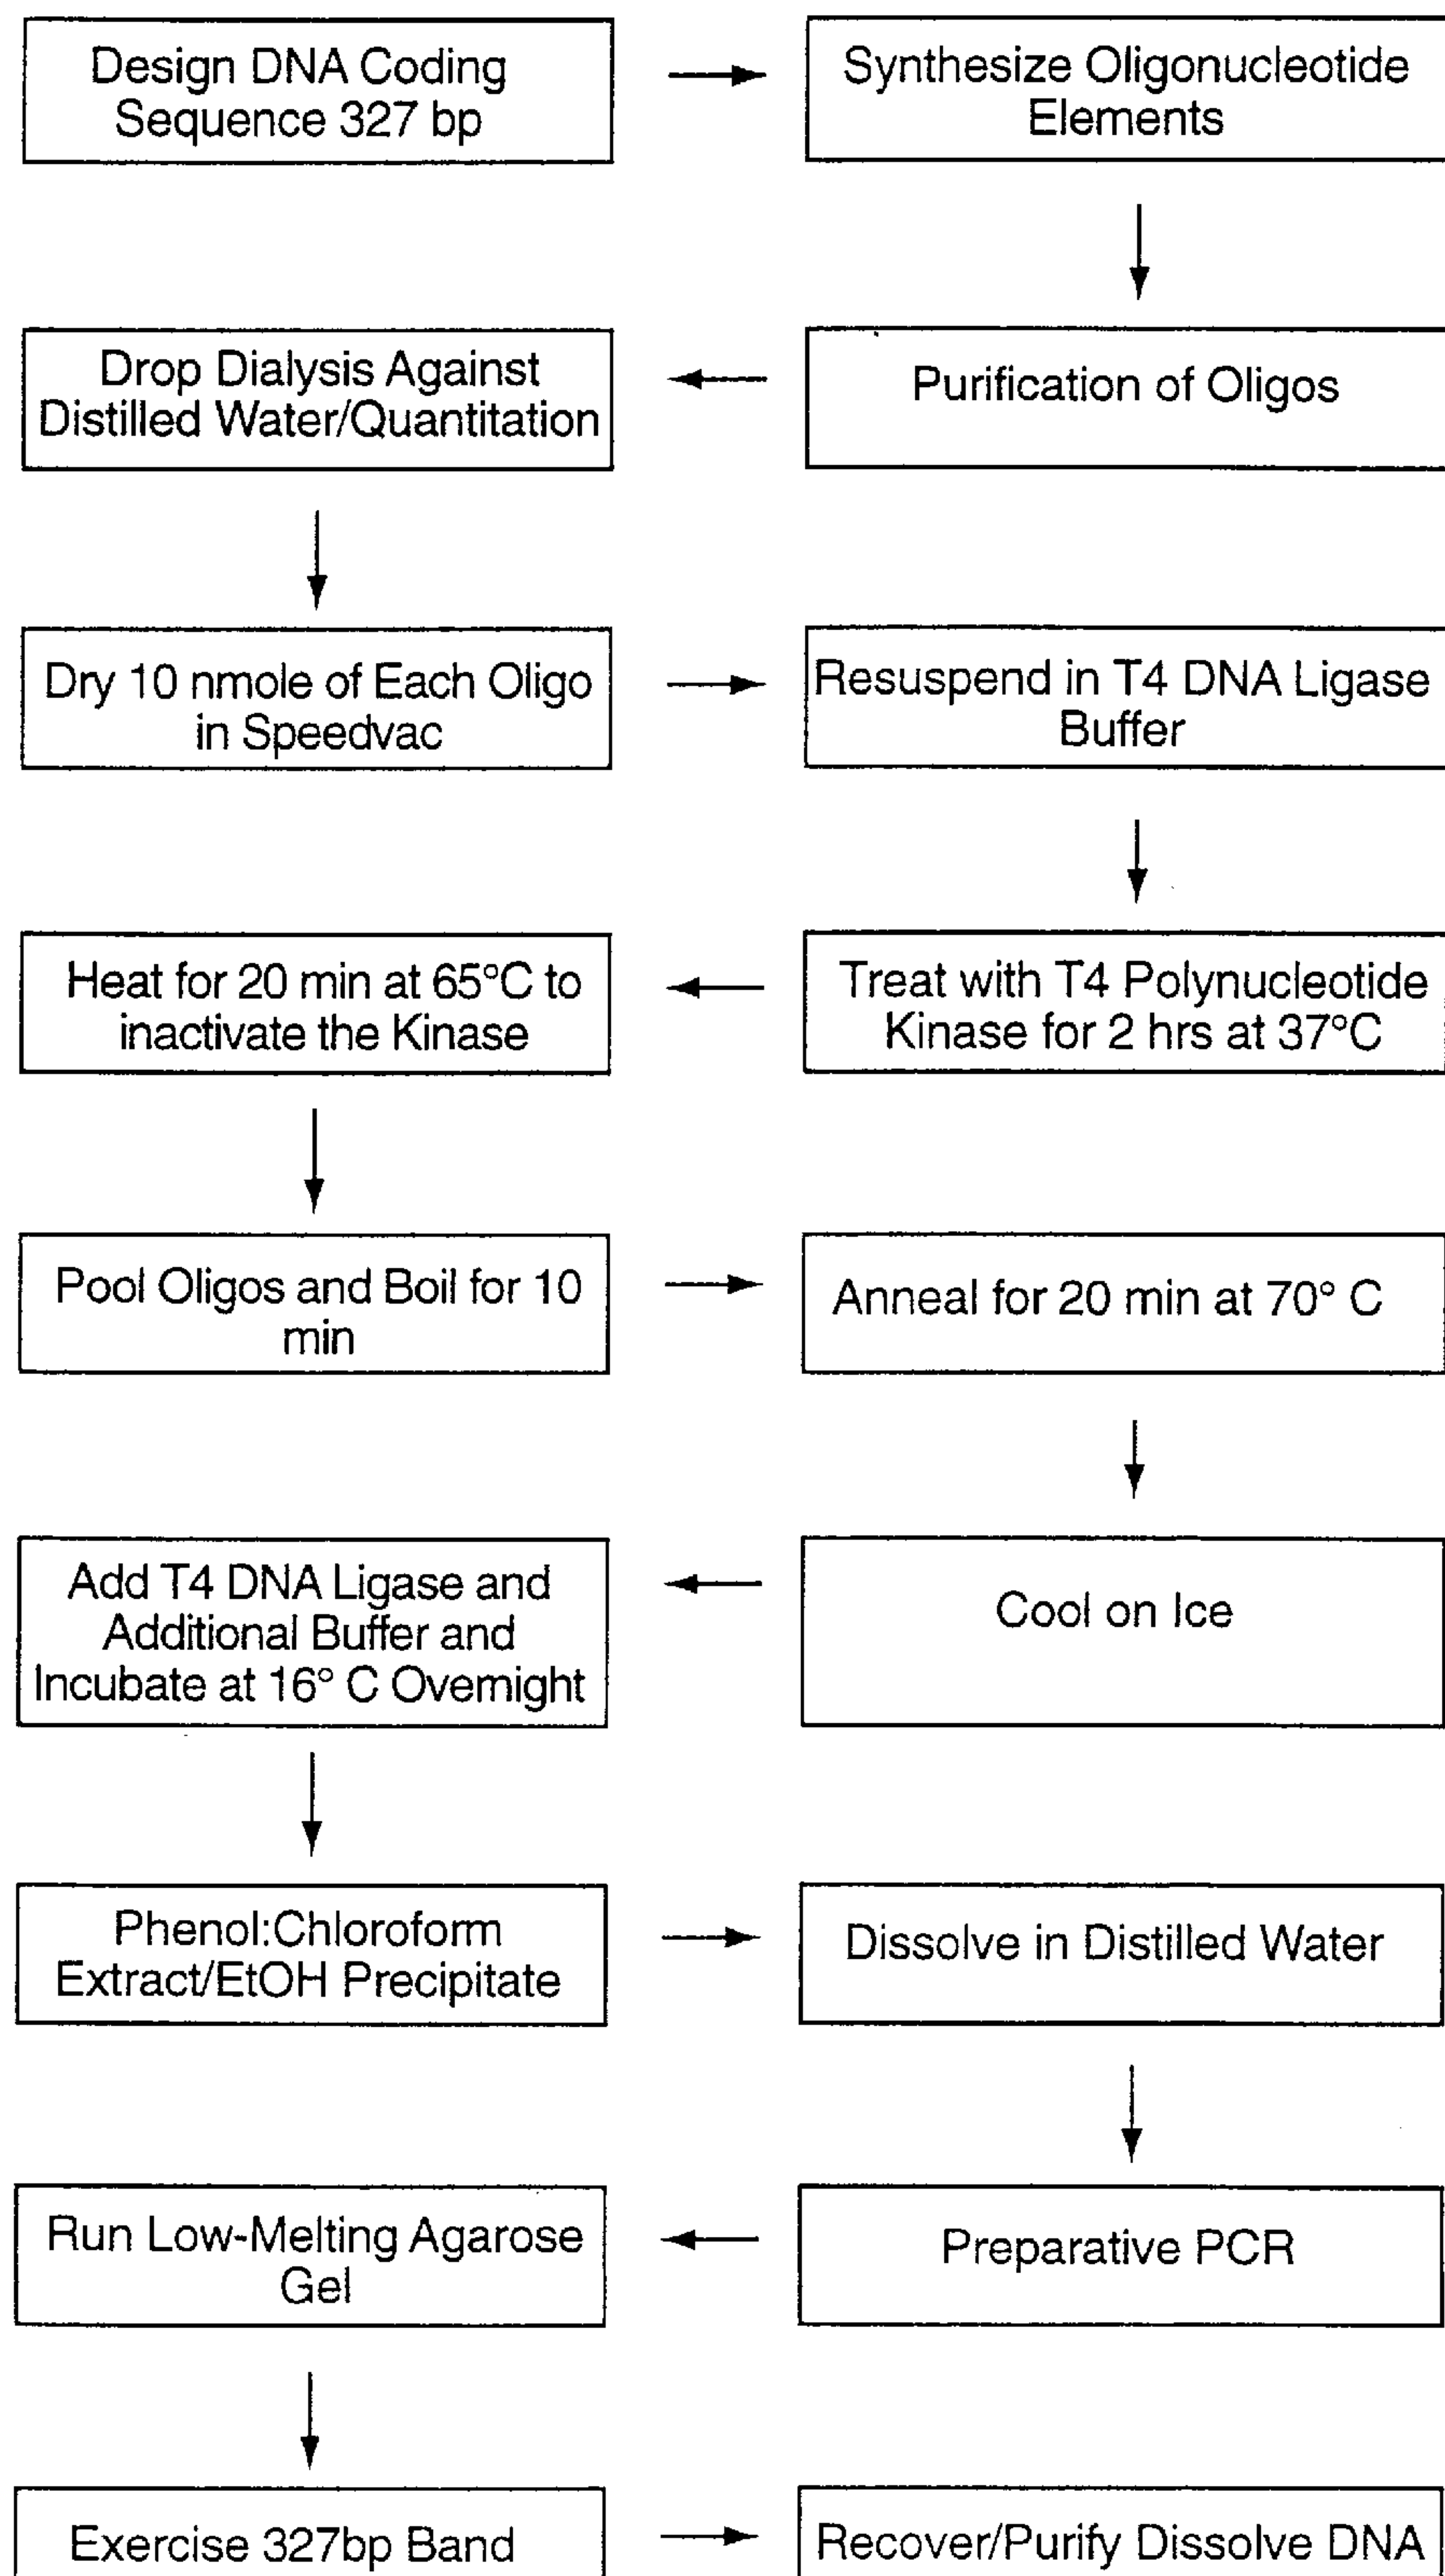 Design DNA Coding
Sequence 327 bp
Synthesize Oligonucleotide
Elements
Purification of Oligos
Drop Dialysis Against
Distilled Water/Quantitation
Dry 10 nmole of Each Oligo
in Speedvac
Resuspend in T4 DNA Ligase
Buffer
Treat with T4 Polynucleotide
Kinase for 2 hrs at 37°C
Heat for 20 min at 65°C to
inactivate the Kinase
Pool Oligos and Boil for 10
min
Anneal for 20 min at 70° C
Cool on Ice
Add T4 DNA Ligase and
Additional Buffer and
Incubate at 16° C Overnight
Phenol:Chloroform
Extract/EtOH Precipitate
Dissolve in Distilled Water
Preparative PCR
Run Low-Melting Agarose
Gel
Exercise 327bp Band
Recover/Purify Dissolve DNA